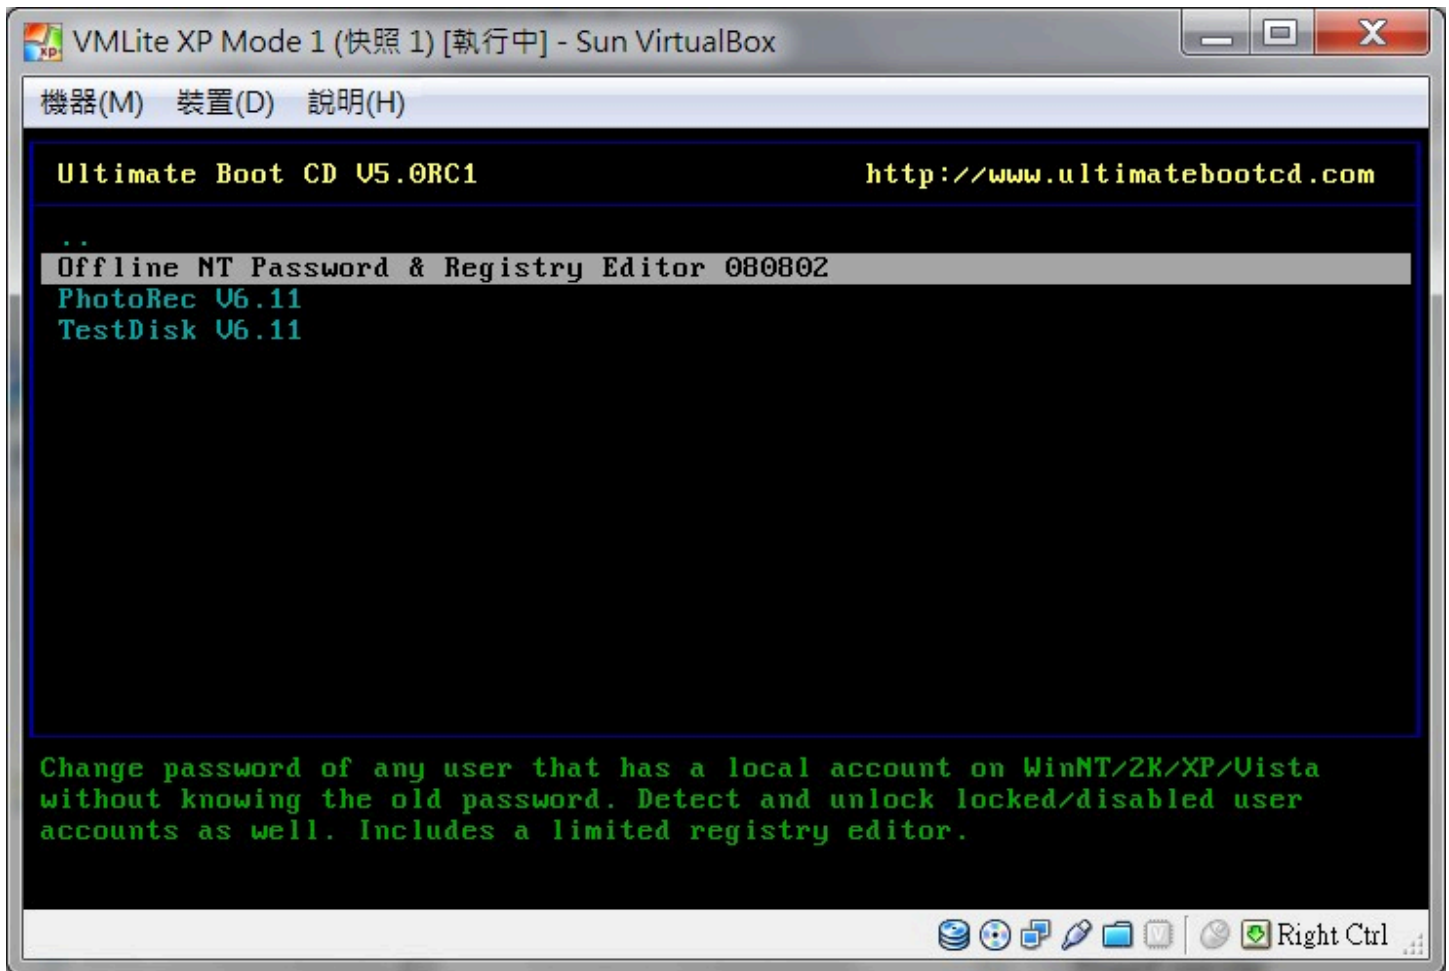 VMLite XP Mode 1 (快照 1) [執行中] - Sun VirtualBox
機器(M) 裝置(D) 說明(H)
Ultimate Boot CD V5.0RC1 http://www.ultimatebootcd.com
..
Offline NT Password & Registry Editor 080802
PhotoRec V6.11
TestDisk V6.11
Change password of any user that has a local account on WinNT/2K/XP/Vista
without knowing the old password. Detect and unlock locked/disabled user
accounts as well. Includes a limited registry editor.
Right Ctrl